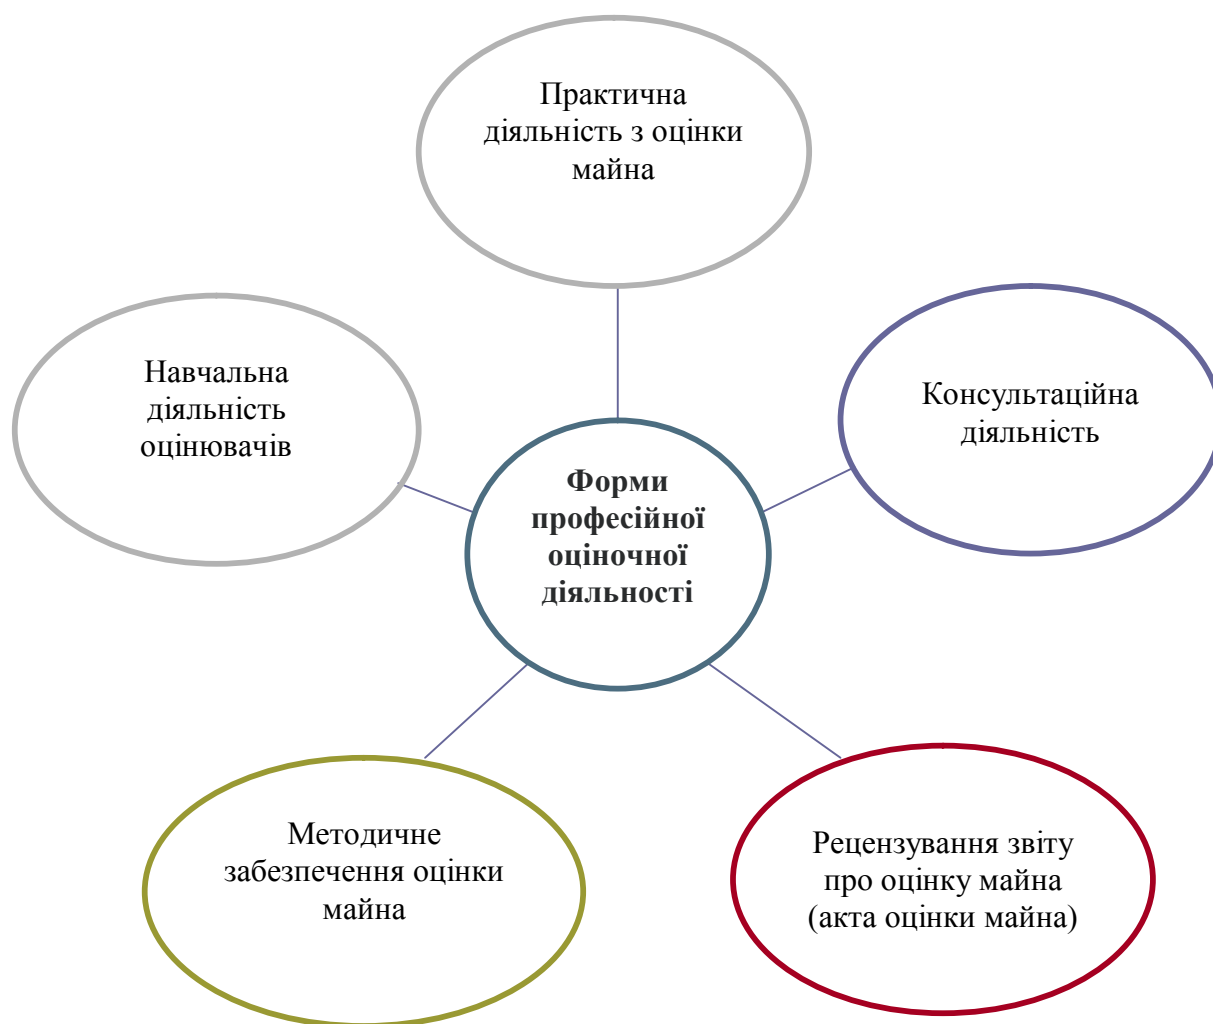 Практична
діяльність з оцінки
майна
Навчальна
діяльність
оцінювачів
Консультаційна
діяльність
Форми
професійної
оціночної
діяльності
Методичне
забезпечення оцінки
майна
Рецензування звіту
про оцінку майна
(акта оцінки майна)